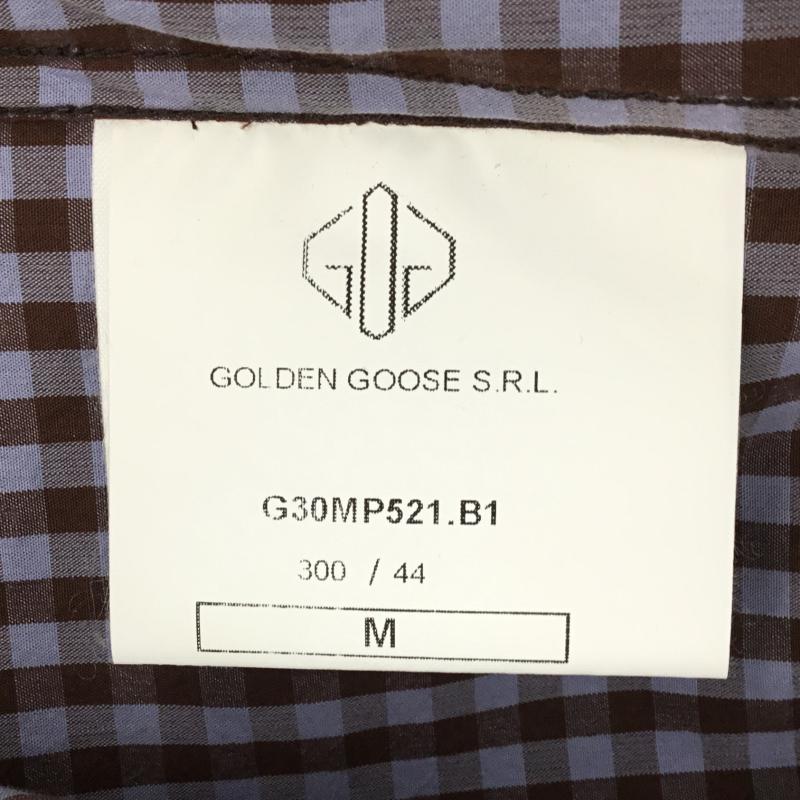 GOLDEN GOOSE S.R.L.
G30MP521.B1
300 / 44
M